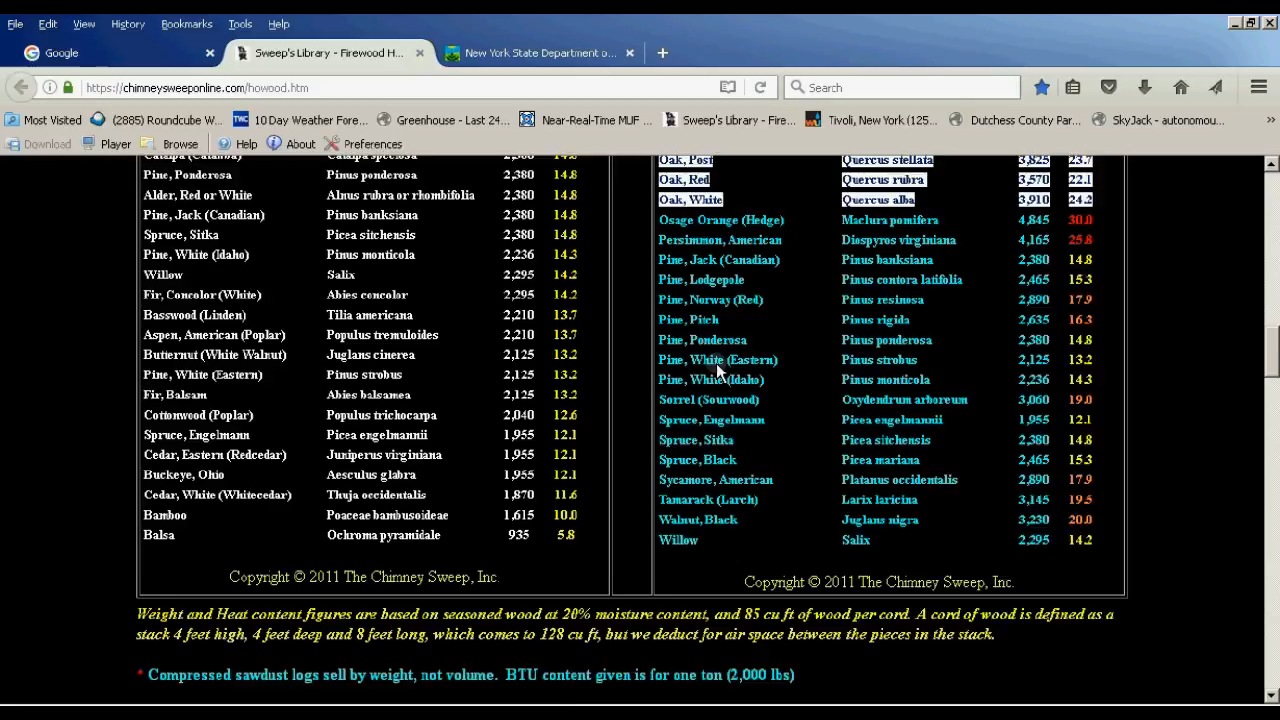 File Edit View History Bookmarks Tools Help
Google Sweep's Library - Firewood H... New York State Department o...
https://chimneysweeponline.com/howood.htm Search
Most Visited (2885) Roundcube W... 10 Day Weather Fore... Greenhouse - Last 24... Near-Real-Time MUF ... Sweep's Library - Fire... Tivoli, New York (125... Dutchess County Par... SkyJack - autonomou...
Download Player Browse Help About Preferences
Catalpa (Catawba) Catalpa speciosa 2,380 14.8
Pine, Ponderosa Pinus ponderosa 2,380 14.8
Alder, Red or White Alnus rubra or rhombifolia 2,380 14.8
Pine, Jack (Canadian) Pinus banksiana 2,380 14.8
Spruce, Sitka Picea sitchensis 2,380 14.8
Pine, White (Idaho) Pinus monticola 2,236 14.3
Willow Salix 2,295 14.2
Fir, Concolor (White) Abies concolor 2,295 14.2
Basswood (Linden) Tilia americana 2,210 13.7
Aspen, American (Poplar) Populus tremuloides 2,210 13.7
Butternut (White Walnut) Juglans cinerea 2,125 13.2
Pine, White (Eastern) Pinus strobus 2,125 13.2
Fir, Balsam Abies balsamea 2,125 13.2
Cottonwood (Poplar) Populus trichocarpa 2,040 12.6
Spruce, Engelmann Picea engelmannii 1,955 12.1
Cedar, Eastern (Redcedar) Juniperus virginiana 1,955 12.1
Buckeye, Ohio Aesculus glabra 1,955 12.1
Cedar, White (Whitecedar) Thuja occidentalis 1,870 11.6
Bamboo Poaceae bambusoideae 1,615 10.0
Balsa Ochroma pyramidale 935 5.8
Copyright © 2011 The Chimney Sweep, Inc.
Oak, Post Quercus stellata 3,825 23.7
Oak, Red Quercus rubra 3,570 22.1
Oak, White Quercus alba 3,910 24.2
Osage Orange (Hedge) Maclura pomifera 4,845 30.0
Persimmon, American Diospyros virginiana 4,165 25.8
Pine, Jack (Canadian) Pinus banksiana 2,380 14.8
Pine, Lodgepole Pinus contora latifolia 2,465 15.3
Pine, Norway (Red) Pinus resinosa 2,890 17.9
Pine, Pitch Pinus rigida 2,635 16.3
Pine, Ponderosa Pinus ponderosa 2,380 14.8
Pine, White (Eastern) Pinus strobus 2,125 13.2
Pine, White (Idaho) Pinus monticola 2,236 14.3
Sorrel (Sourwood) Oxydendrum arboreum 3,060 19.0
Spruce, Engelmann Picea engelmannii 1,955 12.1
Spruce, Sitka Picea sitchensis 2,380 14.8
Spruce, Black Picea mariana 2,465 15.3
Sycamore, American Platanus occidentalis 2,890 17.9
Tamarack (Larch) Larix laricina 3,145 19.5
Walnut, Black Juglans nigra 3,230 20.0
Willow Salix 2,295 14.2
Copyright © 2011 The Chimney Sweep, Inc.
Weight and Heat content figures are based on seasoned wood at 20% moisture content, and 85 cu ft of wood per cord. A cord of wood is defined as a
stack 4 feet high, 4 feet deep and 8 feet long, which comes to 128 cu ft, but we deduct for air space between the pieces in the stack.
* Compressed sawdust logs sell by weight, not volume. BTU content given is for one ton (2,000 lbs)